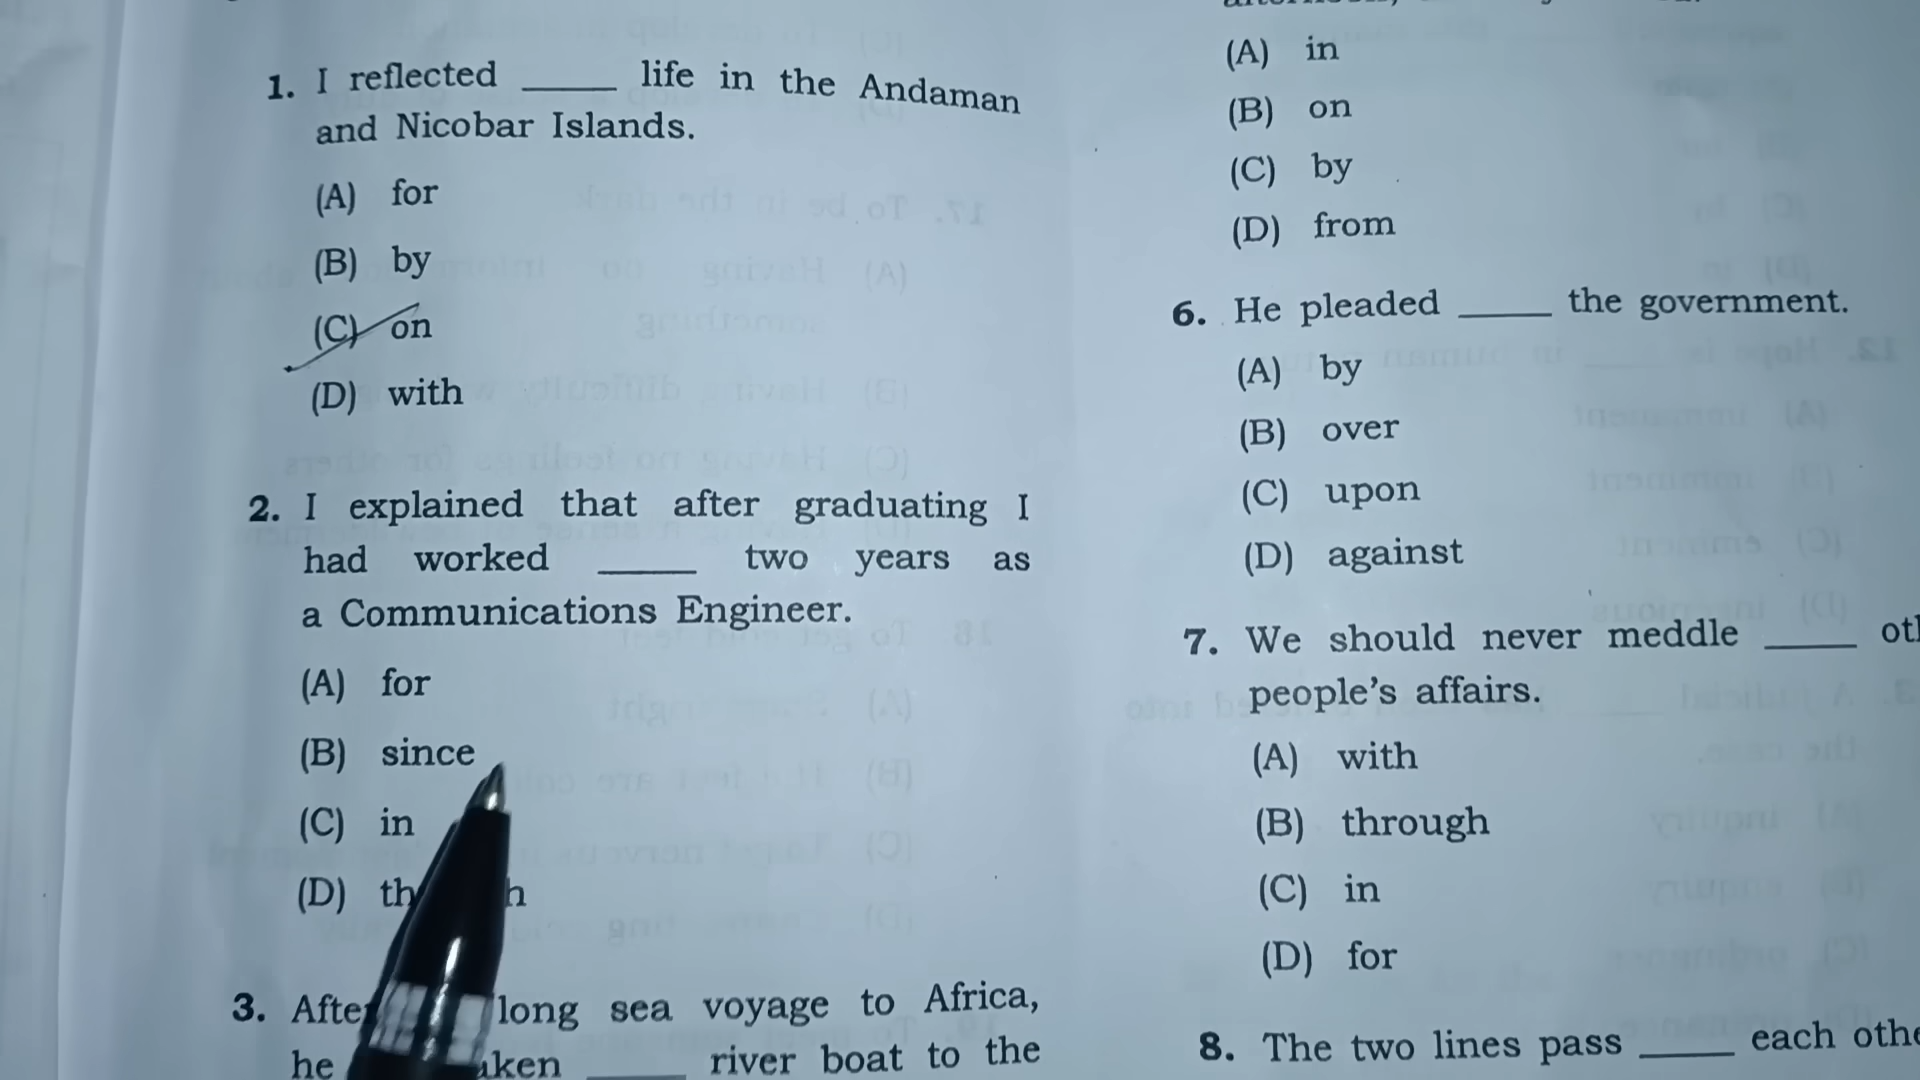 1. I reflected _____ life in the Andaman
and Nicobar Islands.
(A) for
(B) by
(C) on
(D) with
2. I explained that after graduating I
had worked _____ two years as
a Communications Engineer.
(A) for
(B) since
(C) in
(D)
3. long sea voyage to Africa,
he _____ river boat to the
(A) in
(B) on
(C) by
(D) from
6. He pleaded _____ the government.
(A) by
(B) over
(C) upon
(D) against
7. We should never meddle _____
people's affairs.
(A) with
(B) through
(C) in
(D) for
8. The two lines pass _____ each